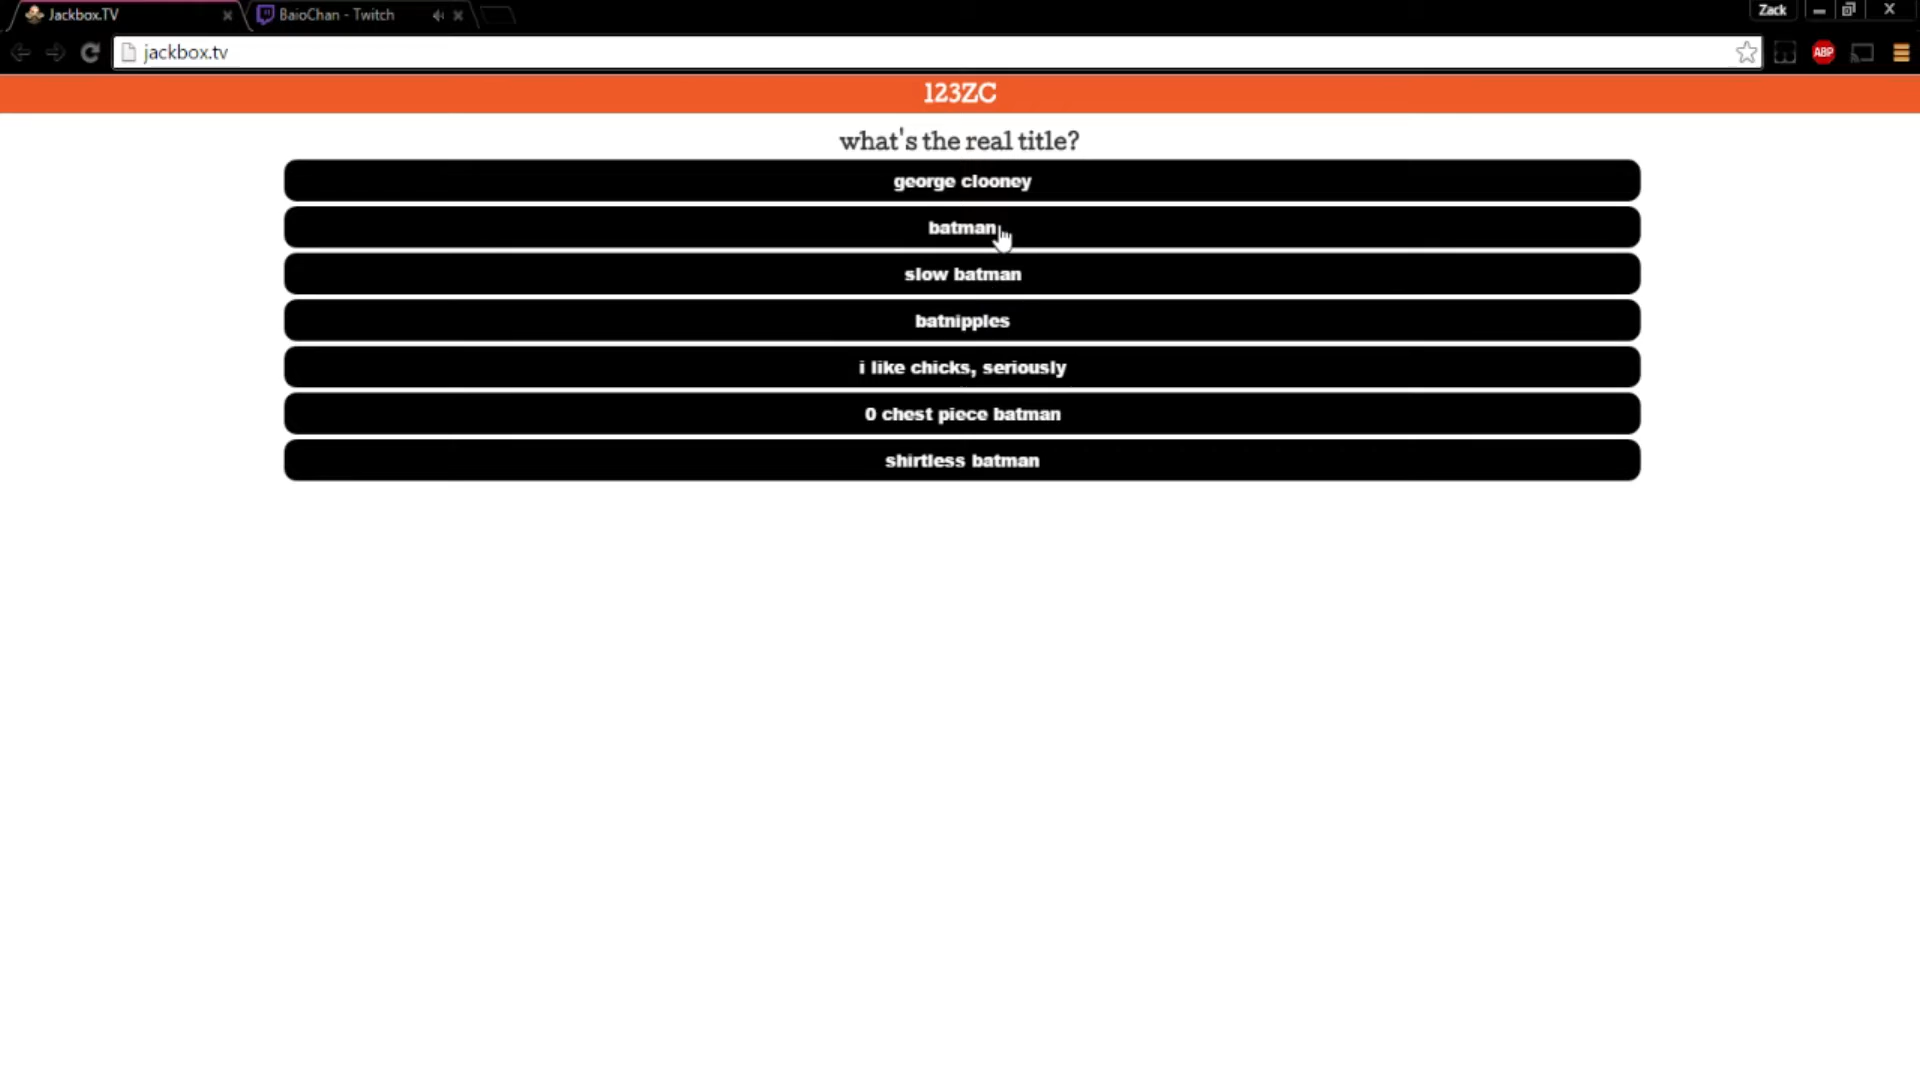 Jackbox.TV
BaioChan - Twitch
Zack
jackbox.tv
ABP
123ZC
what's the real title?
george clooney
batman
slow batman
batnipples
i like chicks, seriously
0 chest piece batman
shirtless batman